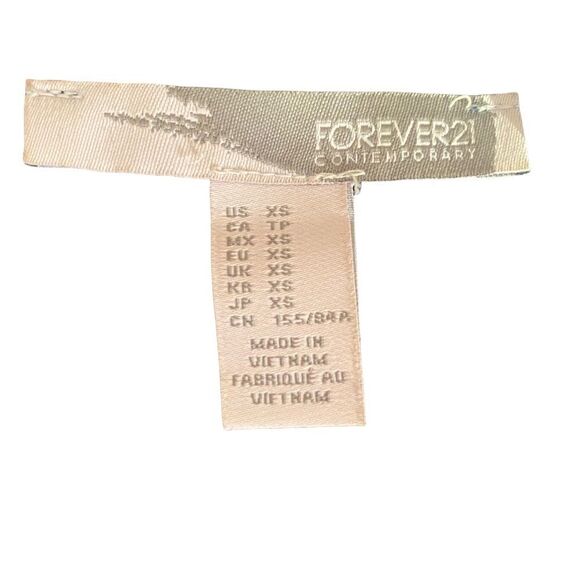 FOREVER21
CONTEMPORARY
US XS
CA TP
MX XS
EU XS
UK XS
KR XS
JP XS
CN 155/84A
MADE IN
VIETNAM
FABRIQUÉ AU
VIETNAM